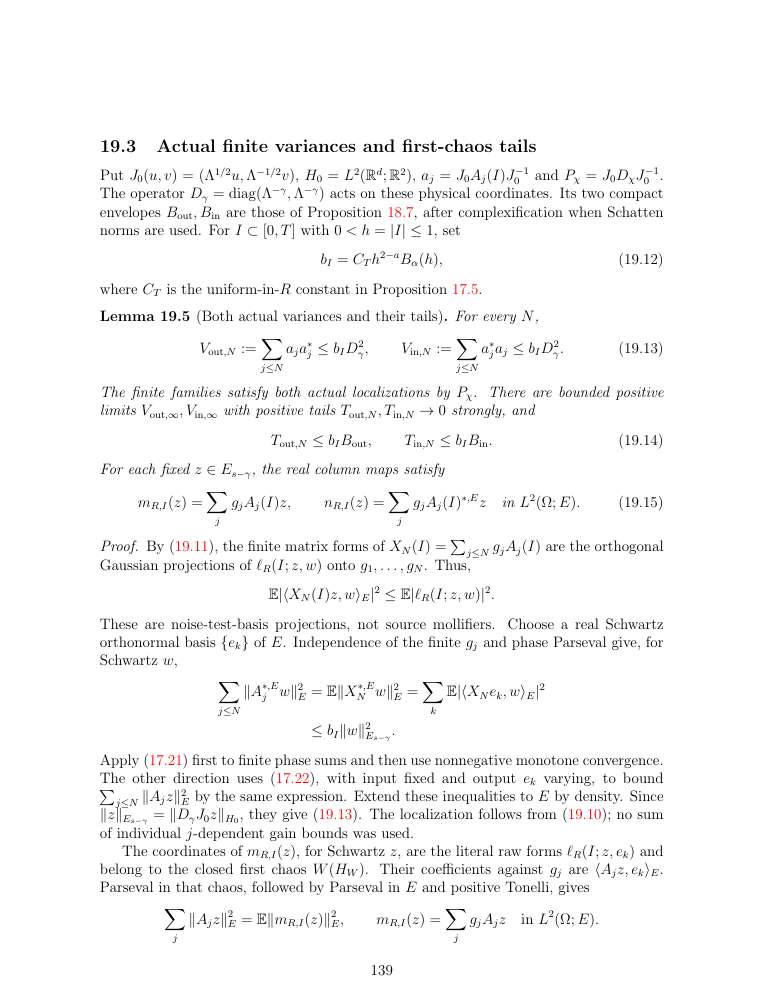 19.3 Actual finite variances and first-chaos tails
Put J₀(u, v) = (Λ^{1/2}u, Λ^{−1/2}v), H₀ = L²(ℝ^d; ℝ²), a_j = J₀A_j(I)J₀^{−1} and P_χ = J₀D_χJ₀^{−1}.
The operator D_γ = diag(Λ^{−γ}, Λ^{−γ}) acts on these physical coordinates. Its two compact
envelopes B_out, B_in are those of Proposition 18.7, after complexification when Schatten
norms are used. For I ⊂ [0, T] with 0 < h = |I| ≤ 1, set
b_I = C_T h^{2−a}B_α(h), (19.12)
where C_T is the uniform-in-R constant in Proposition 17.5.
Lemma 19.5 (Both actual variances and their tails). For every N,
V_{out,N} := ∑_{j≤N} a_j a_j^* ≤ b_I D_γ^2, V_{in,N} := ∑_{j≤N} a_j^* a_j ≤ b_I D_γ^2. (19.13)
The finite families satisfy both actual localizations by P_χ. There are bounded positive
limits V_{out,∞}, V_{in,∞} with positive tails T_{out,N}, T_{in,N} → 0 strongly, and
T_{out,N} ≤ b_I B_out, T_{in,N} ≤ b_I B_in. (19.14)
For each fixed z ∈ E_{s−γ}, the real column maps satisfy
m_{R,I}(z) = ∑_j g_j A_j(I)z, n_{R,I}(z) = ∑_j g_j A_j(I)^{*,E}z in L²(Ω; E). (19.15)
Proof. By (19.11), the finite matrix forms of X_N(I) = ∑_{j≤N} g_j A_j(I) are the orthogonal
Gaussian projections of ℓ_R(I; z, w) onto g₁, . . . , g_N. Thus,
𝔼|⟨X_N(I)z, w⟩_E|² ≤ 𝔼|ℓ_R(I; z, w)|².
These are noise-test-basis projections, not source mollifiers. Choose a real Schwartz
orthonormal basis {e_k} of E. Independence of the finite g_j and phase Parseval give, for
Schwartz w,
∑_{j≤N} ‖A_j^{*,E}w‖_E^2 = 𝔼‖X_N^{*,E}w‖_E^2 = ∑_k 𝔼|⟨X_N e_k, w⟩_E|²
≤ b_I‖w‖_{E_{s−γ}}^2.
Apply (17.21) first to finite phase sums and then use nonnegative monotone convergence.
The other direction uses (17.22), with input fixed and output e_k varying, to bound
∑_{j≤N} ‖A_j z‖_E^2 by the same expression. Extend these inequalities to E by density. Since
‖z‖_{E_{s−γ}} = ‖D_γJ₀z‖_{H₀}, they give (19.13). The localization follows from (19.10); no sum
of individual j-dependent gain bounds was used.
The coordinates of m_{R,I}(z), for Schwartz z, are the literal raw forms ℓ_R(I; z, e_k) and
belong to the closed first chaos W(H_W). Their coefficients against g_j are ⟨A_j z, e_k⟩_E.
Parseval in that chaos, followed by Parseval in E and positive Tonelli, gives
∑_j ‖A_j z‖_E^2 = 𝔼‖m_{R,I}(z)‖_E^2, m_{R,I}(z) = ∑_j g_j A_j z in L²(Ω; E).
139